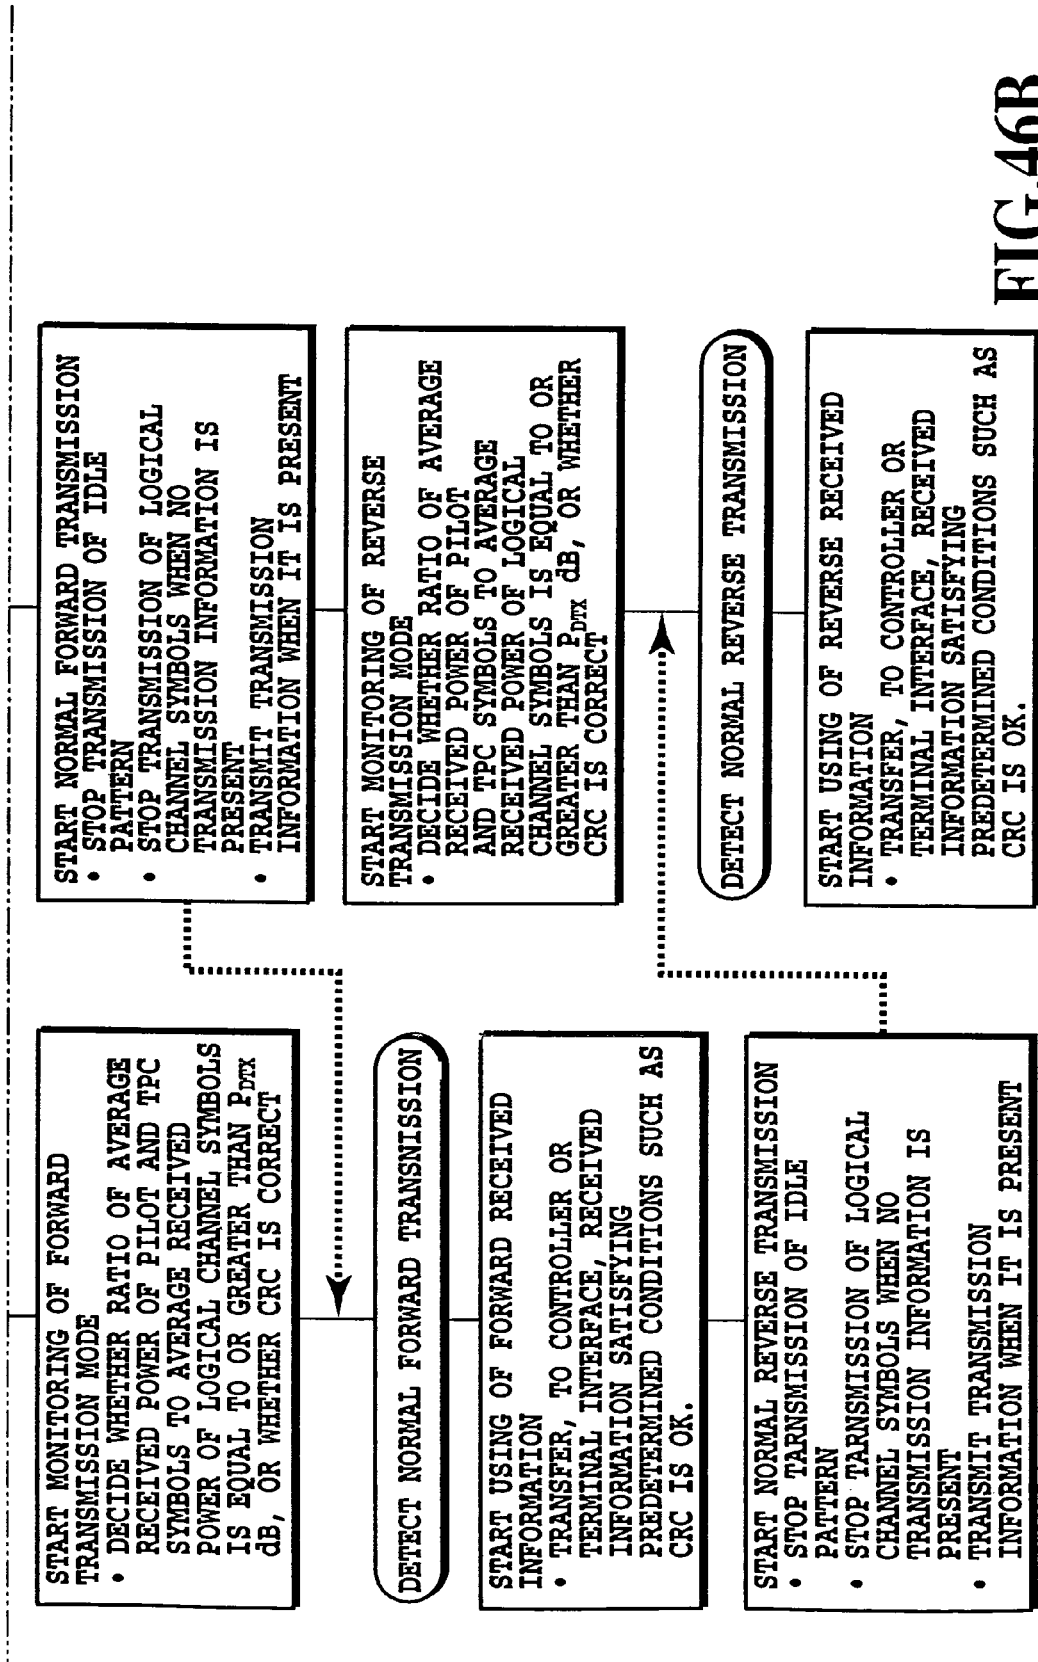 START MONITORING OF FORWARD
TRANSMISSION MODE
• DECIDE WHETHER RATIO OF AVERAGE
RECEIVED POWER OF PILOT AND TPC
SYMBOLS TO AVERAGE RECEIVED
POWER OF LOGICAL CHANNEL SYMBOLS
IS EQUAL TO OR GREATER THAN PDTX
dB, OR WHETHER CRC IS CORRECT
DETECT NORMAL FORWARD TRANSNISSION
START USING OF FORWARD RECEIVED
INFORMATION
• TRANSFER, TO CONTROLLER OR
TERMINAL INTERFACE, RECEIVED
INFORMATION SATISFYING
PREDETERMINED CONDITIONS SUCH AS
CRC IS OK.
START NORMAL REVERSE TRANSMISSION
• STOP TARNSMISSION OF IDLE
PATTERN
• STOP TARNSMISSION OF LOGICAL
CHANNEL SYMBOLS WHEN NO
TRANSMISSION INFORMATION IS
PRESENT
• TRANSMIT TRANSMISSION
INFORMATION WHEN IT IS PRESENT
START NORMAL FORWARD TRANSMISSION
• STOP TRANSMISSION OF IDLE
PATTERN
• STOP TRANSMISSION OF LOGICAL
CHANNEL SYMBOLS WHEN NO
TRANSMISSION INFORMATION IS
PRESENT
• TRANSMIT TRANSMISSION
INFORMATION WHEN IT IS PRESENT
START MONITORING OF REVERSE
TRANSMISSION MODE
• DECIDE WHETHER RATIO OF AVERAGE
RECEIVED POWER OF PILOT
AND TPC SYMBOLS TO AVERAGE
RECEIVED POWER OF LOGICAL
CHANNEL SYMBOLS IS EQUAL TO OR
GREATER THAN PDTX dB, OR WHETHER
CRC IS CORRECT
DETECT NORMAL REVERSE TRANSMISSION
START USING OF REVERSE RECEIVED
INFORMATION
• TRANSFER, TO CONTROLLER OR
TERMINAL INTERFACE, RECEIVED
INFORMATION SATISFYING
PREDETERMINED CONDITIONS SUCH AS
CRC IS OK.
FIG.46B